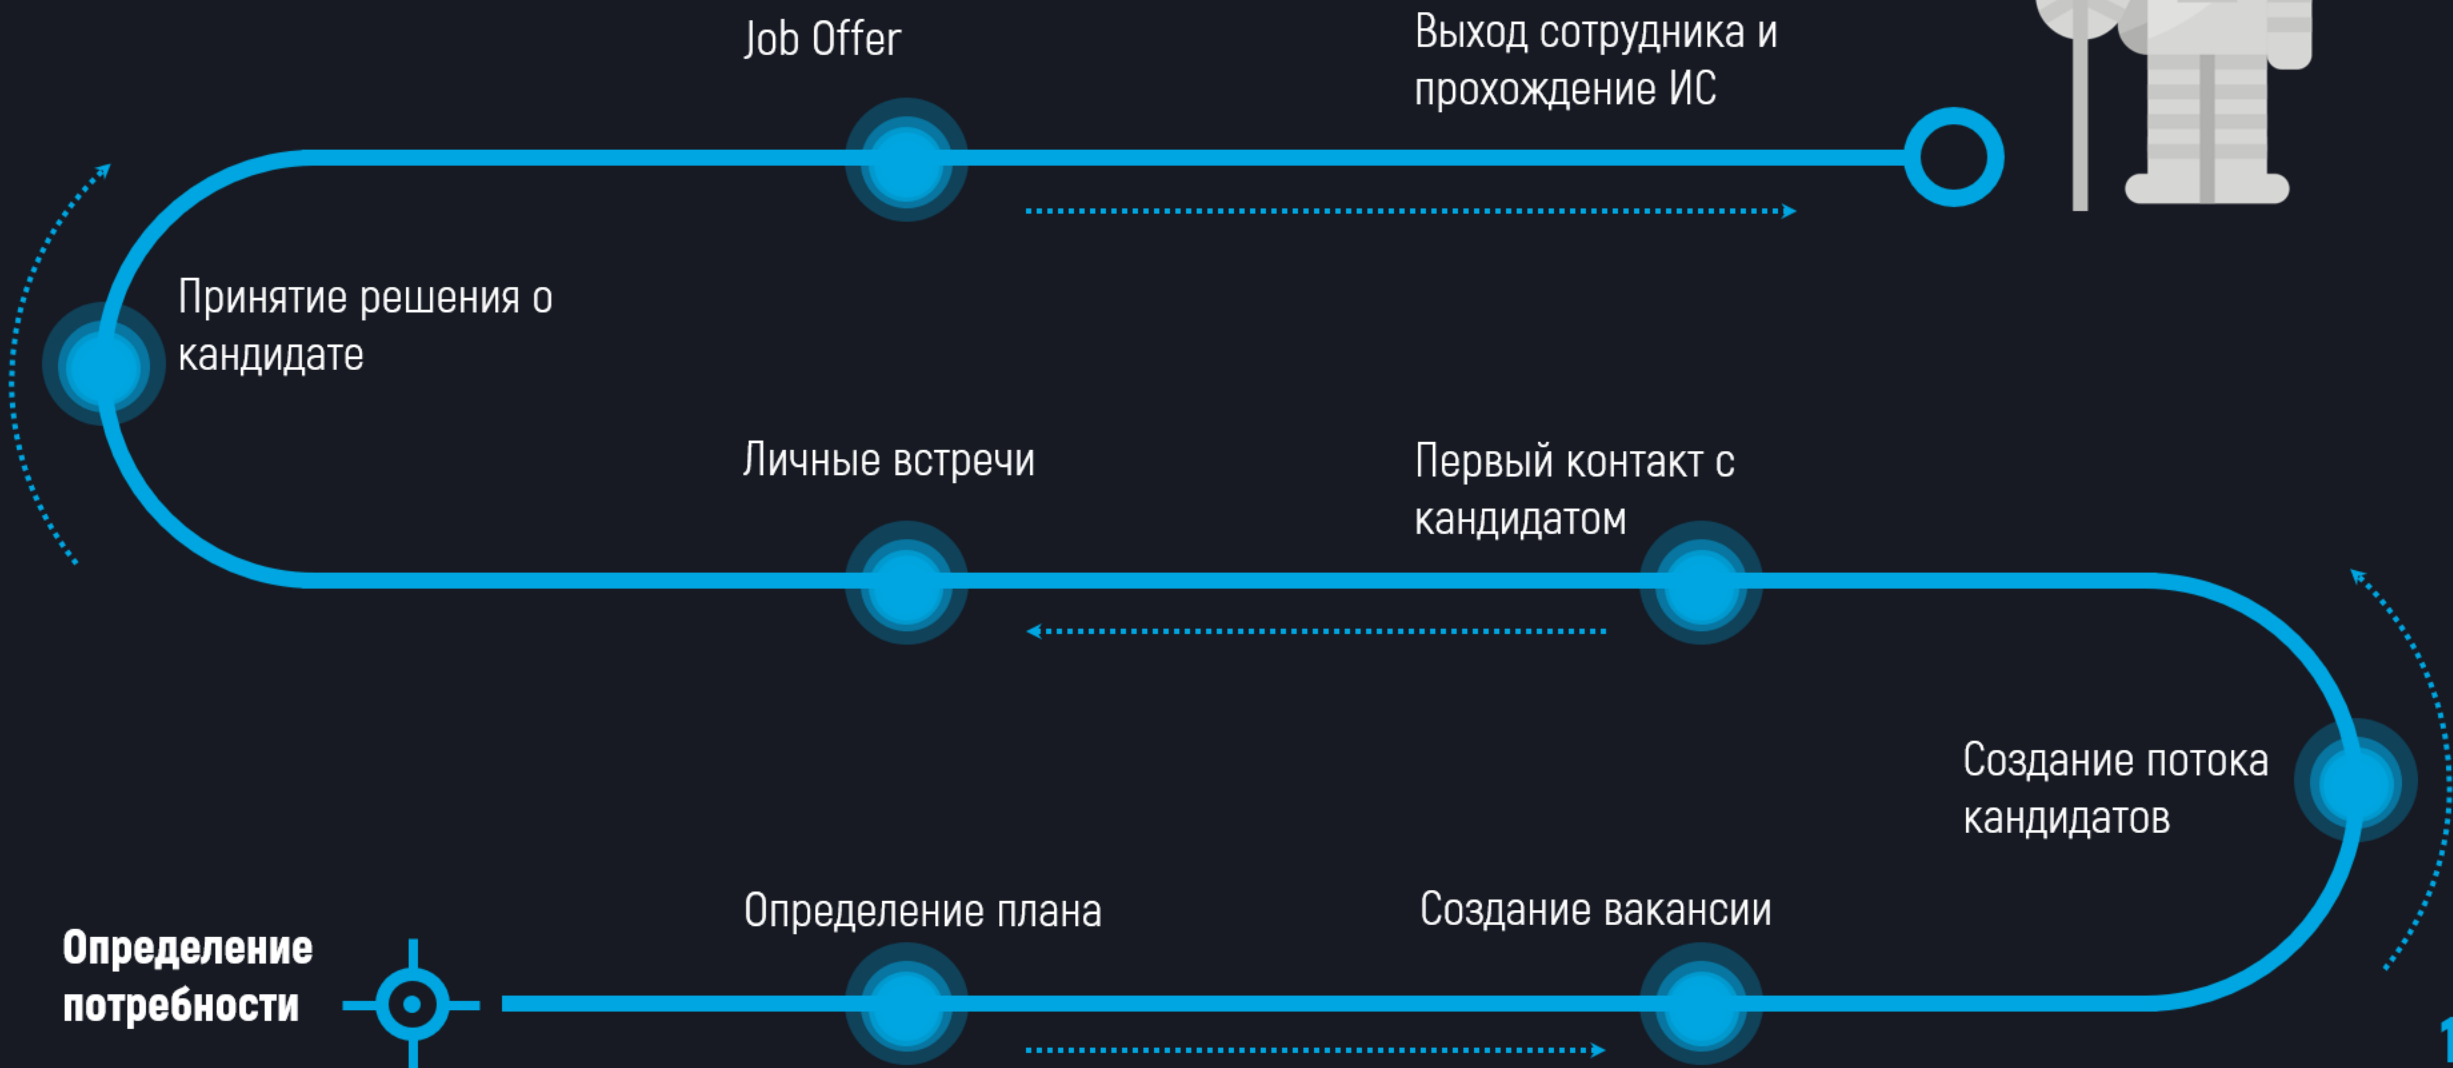 Job Offer
Выход сотрудника и
прохождение ИС
Принятие решения о
кандидате
Личные встречи
Первый контакт с
кандидатом
Создание потока
кандидатов
Определение плана
Создание вакансии
Определение
потребности